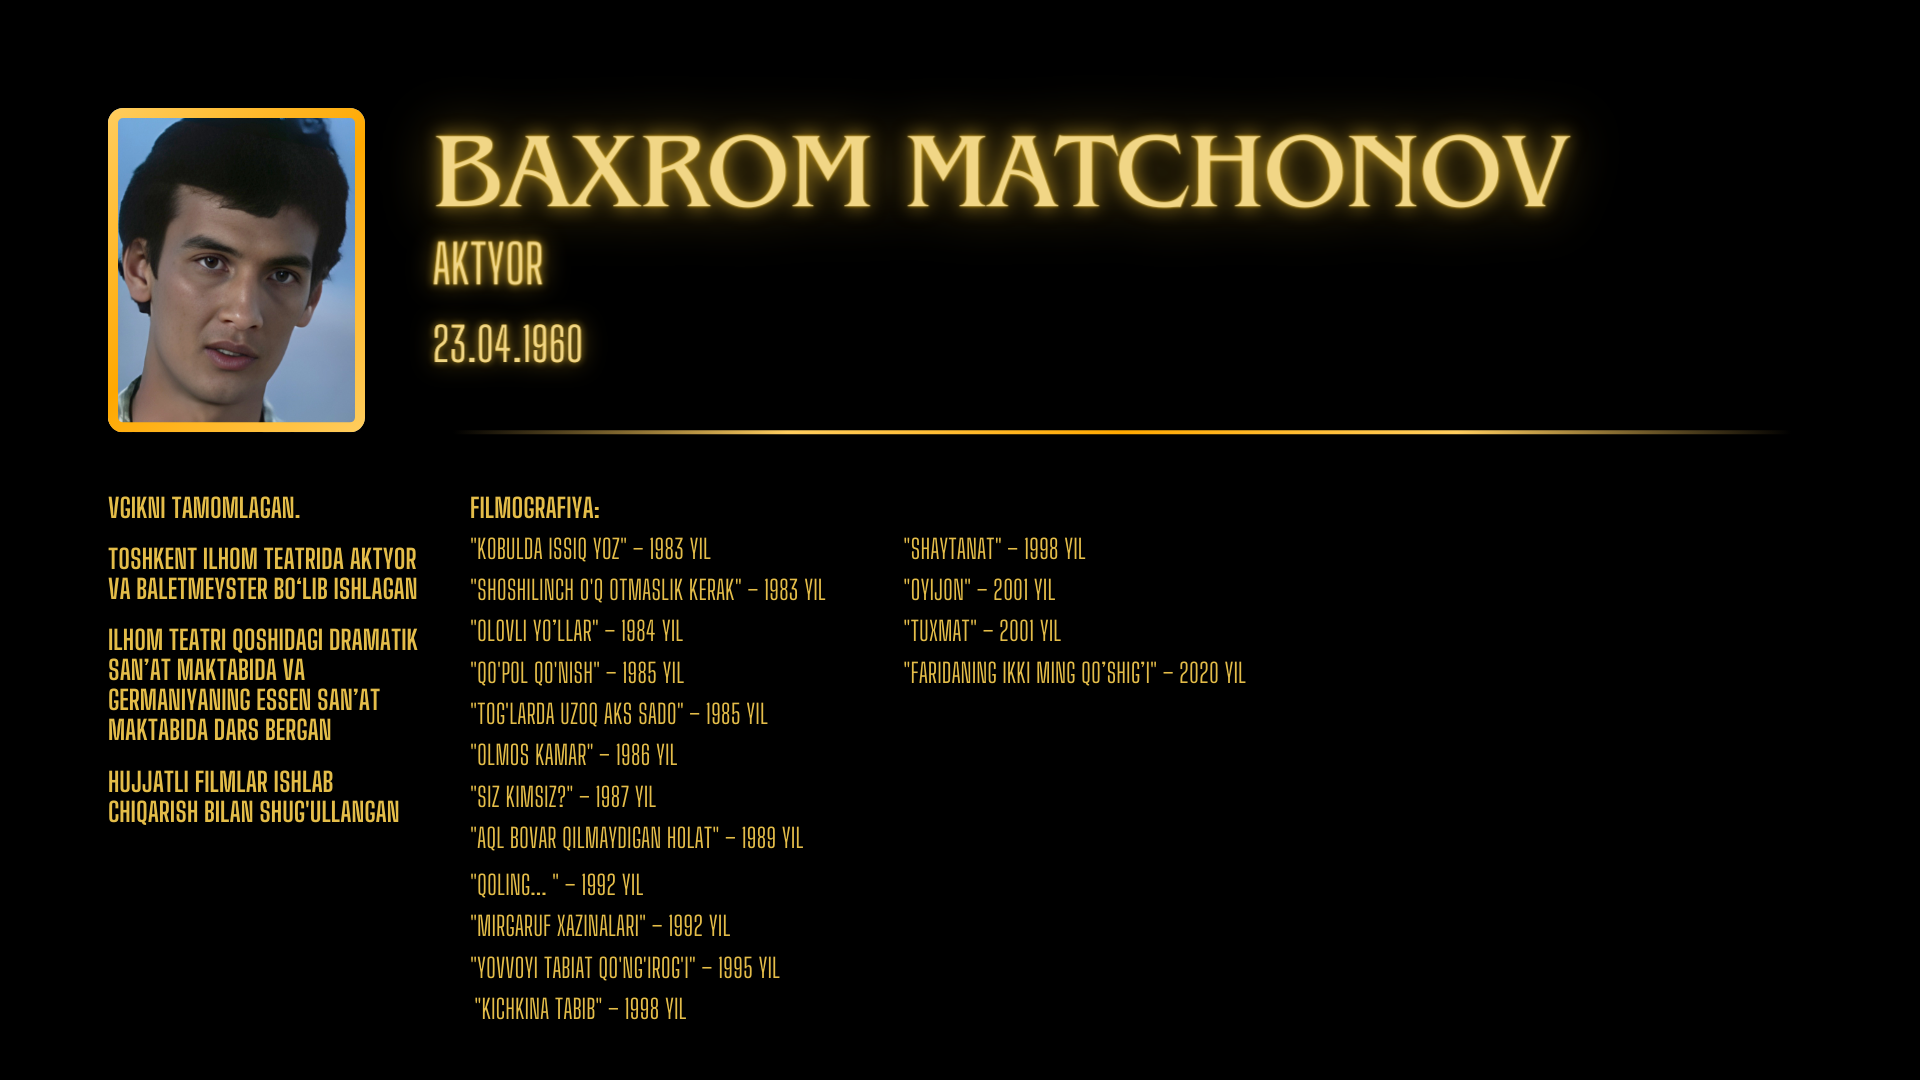 BAXROM MATCHONOV
AKTYOR
23.04.1960
VGIKNI TAMOMLAGAN.
TOSHKENT ILHOM TEATRIDA AKTYOR
VA BALETMEYSTER BO‘LIB ISHLAGAN
ILHOM TEATRI QOSHIDAGI DRAMATIK
SAN’AT MAKTABIDA VA
GERMANIYANING ESSEN SAN’AT
MAKTABIDA DARS BERGAN
HUJJATLI FILMLAR ISHLAB
CHIQARISH BILAN SHUG'ULLANGAN
FILMOGRAFIYA:
"KOBULDA ISSIQ YOZ" – 1983 YIL
"SHOSHILINCH O'Q OTMASLIK KERAK" – 1983 YIL
"OLOVLI YO’LLAR" – 1984 YIL
"QO'POL QO'NISH" – 1985 YIL
"TOG'LARDA UZOQ AKS SADO" – 1985 YIL
"OLMOS KAMAR" – 1986 YIL
"SIZ KIMSIZ?" – 1987 YIL
"AQL BOVAR QILMAYDIGAN HOLAT" – 1989 YIL
"QOLING... " – 1992 YIL
"MIRGARUF XAZINALARI" – 1992 YIL
"YOVVOYI TABIAT QO'NG'IROG'I" – 1995 YIL
"KICHKINA TABIB" – 1998 YIL
"SHAYTANAT" – 1998 YIL
"OYIJON" – 2001 YIL
"TUXMAT" – 2001 YIL
"FARIDANING IKKI MING QO’SHIG’I" – 2020 YIL